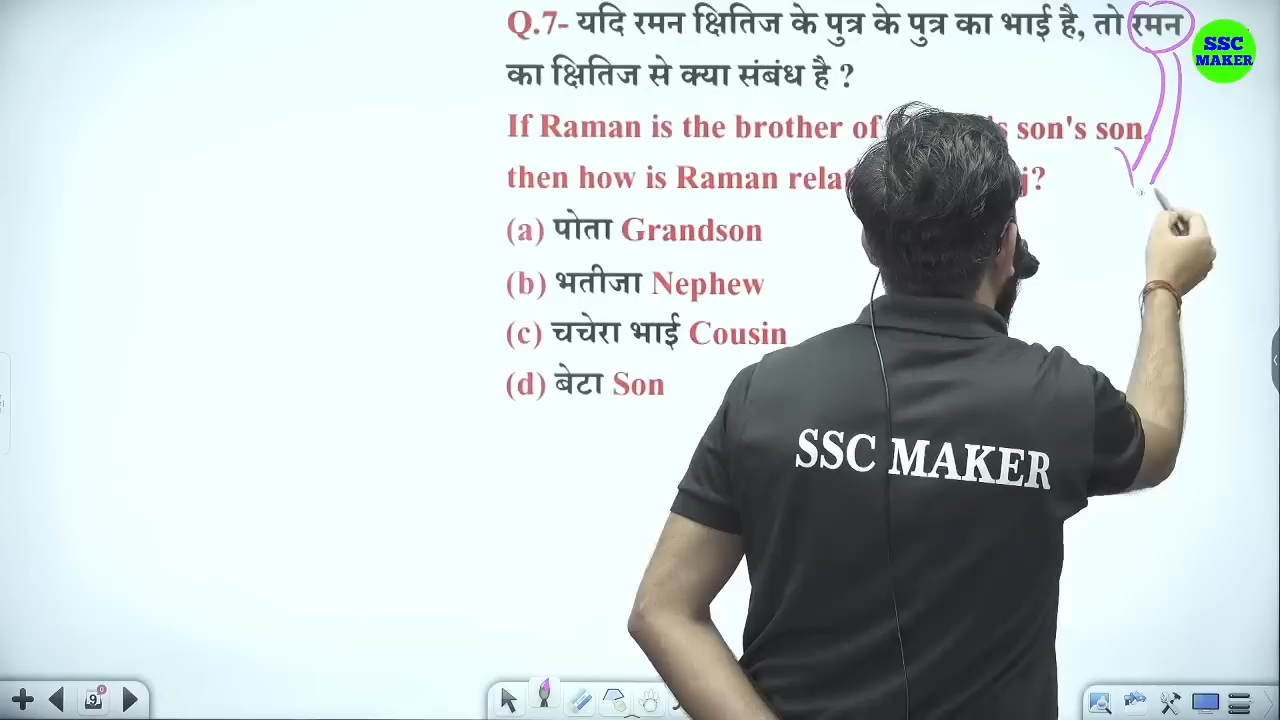 Q.7- यदि रमन क्षितिज के पुत्र के पुत्र का भाई है, तो रमन
का क्षितिज से क्या संबंध है ?
If Raman is the brother of son's son,
then how is Raman
(a) पोता Grandson
(b) भतीजा Nephew
(c) चचेरा भाई Cousin
(d) बेटा Son
SSC
MAKER
SSC MAKER
9